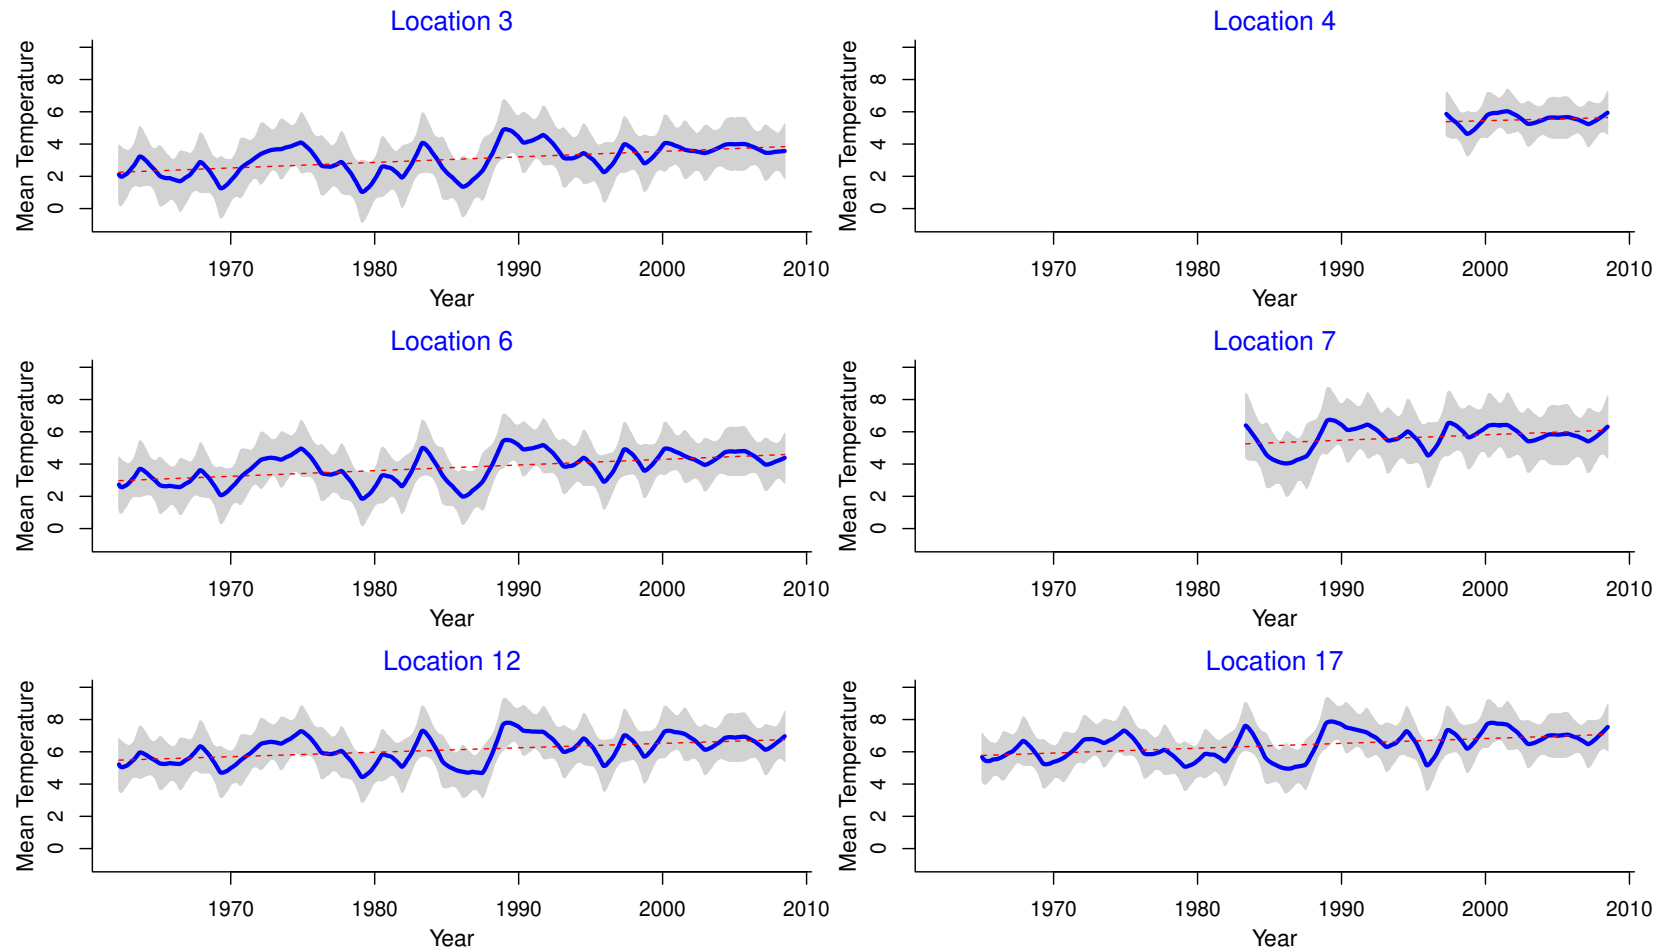 Location 3
Mean Temperature
0 2 4 6 8
1970 1980 1990 2000 2010
Year
Location 4
Mean Temperature
0 2 4 6 8
1970 1980 1990 2000 2010
Year
Location 6
Mean Temperature
0 2 4 6 8
1970 1980 1990 2000 2010
Year
Location 7
Mean Temperature
0 2 4 6 8
1970 1980 1990 2000 2010
Year
Location 12
Mean Temperature
0 2 4 6 8
1970 1980 1990 2000 2010
Year
Location 17
Mean Temperature
0 2 4 6 8
1970 1980 1990 2000 2010
Year